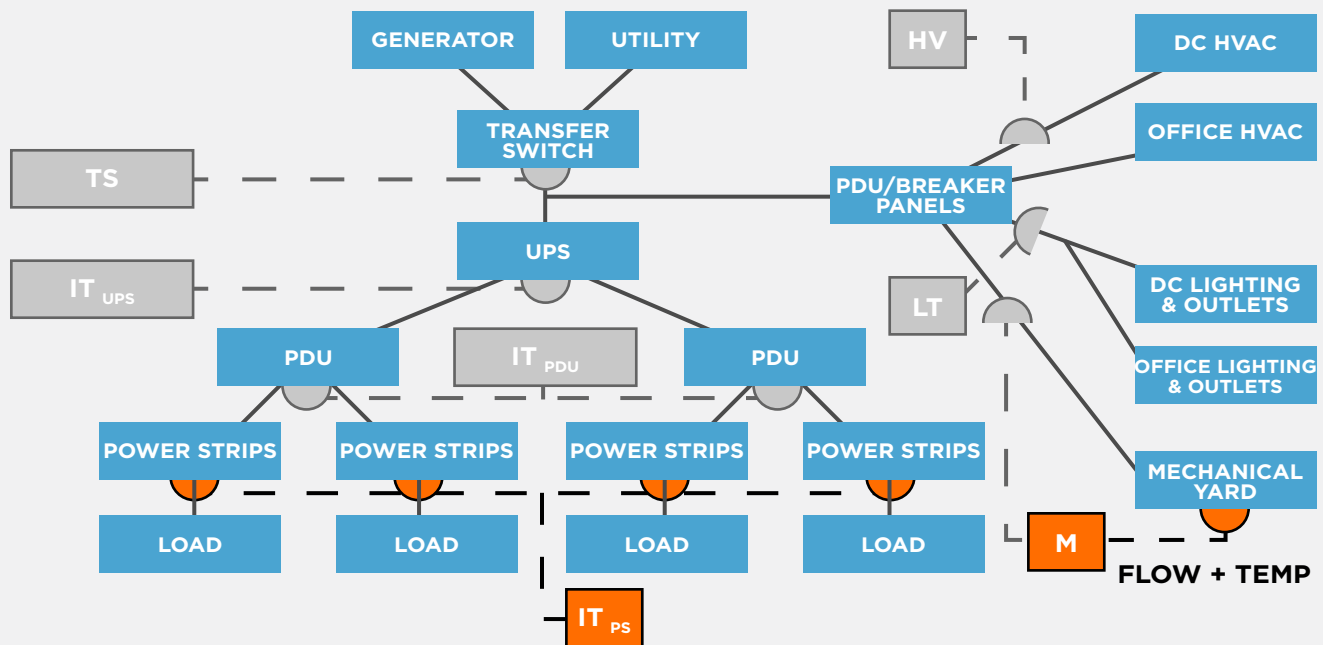 GENERATOR
UTILITY
HV
DC HVAC
TRANSFER
SWITCH
OFFICE HVAC
TS
PDU/BREAKER
PANELS
UPS
IT UPS
LT
DC LIGHTING
& OUTLETS
PDU
IT PDU
PDU
OFFICE LIGHTING
& OUTLETS
POWER STRIPS
POWER STRIPS
POWER STRIPS
POWER STRIPS
MECHANICAL
YARD
LOAD
LOAD
LOAD
LOAD
M
FLOW + TEMP
IT PS